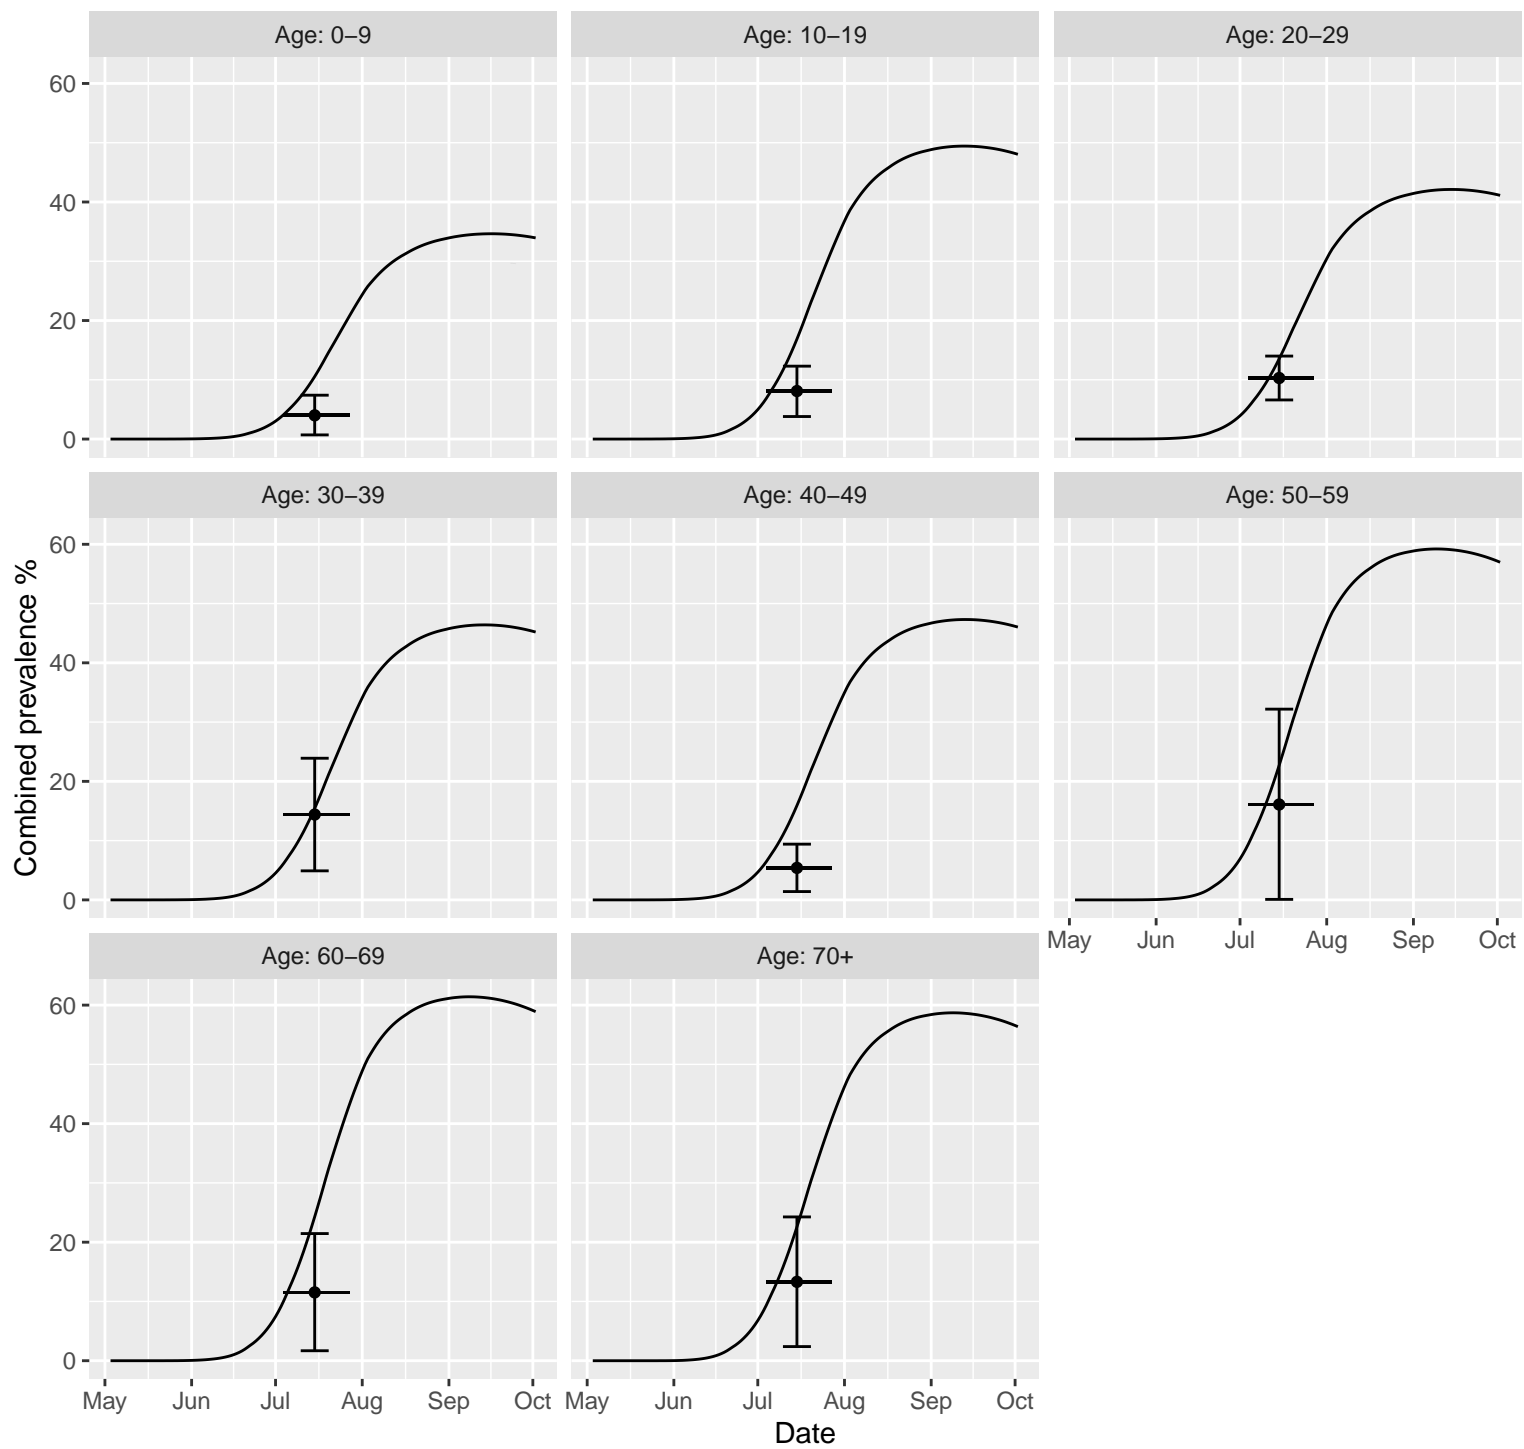 Age: 0–9
Age: 10–19
Age: 20–29
60
40
20
0
Age: 30–39
Age: 40–49
Age: 50–59
60
40
20
0
May Jun Jul Aug Sep Oct
Age: 60–69
Age: 70+
60
40
20
0
May Jun Jul Aug Sep Oct
May Jun Jul Aug Sep Oct
Combined prevalence %
Date